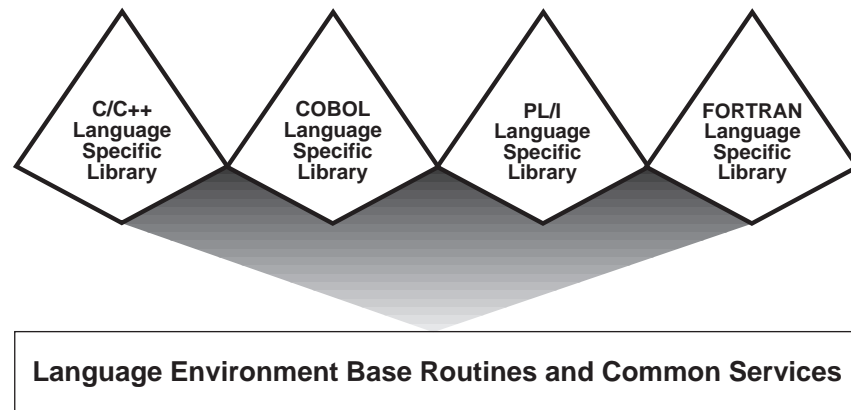 C/C++
Language
Specific
Library
COBOL
Language
Specific
Library
PL/I
Language
Specific
Library
FORTRAN
Language
Specific
Library
Language Environment Base Routines and Common Services